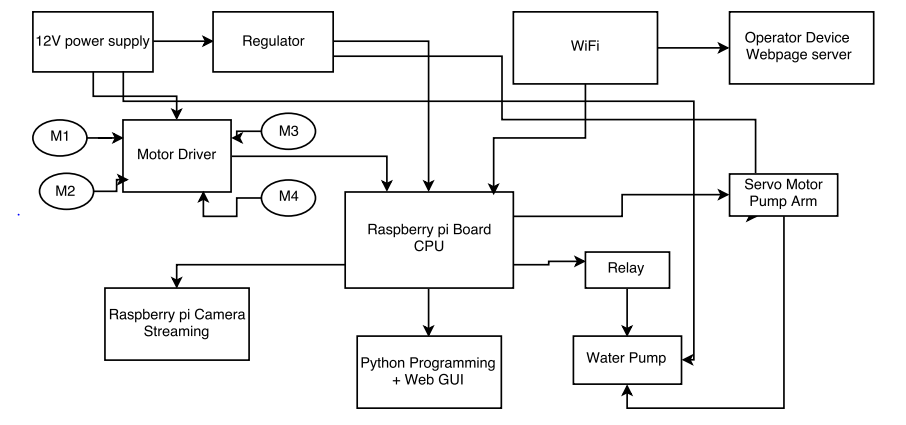 12V power supply
Regulator
WiFi
Operator Device
Webpage server
M1
M3
Motor Driver
M2
M4
Servo Motor
Pump Arm
Raspberry pi Board
CPU
Relay
Raspberry pi Camera
Streaming
Python Programming
+ Web GUI
Water Pump